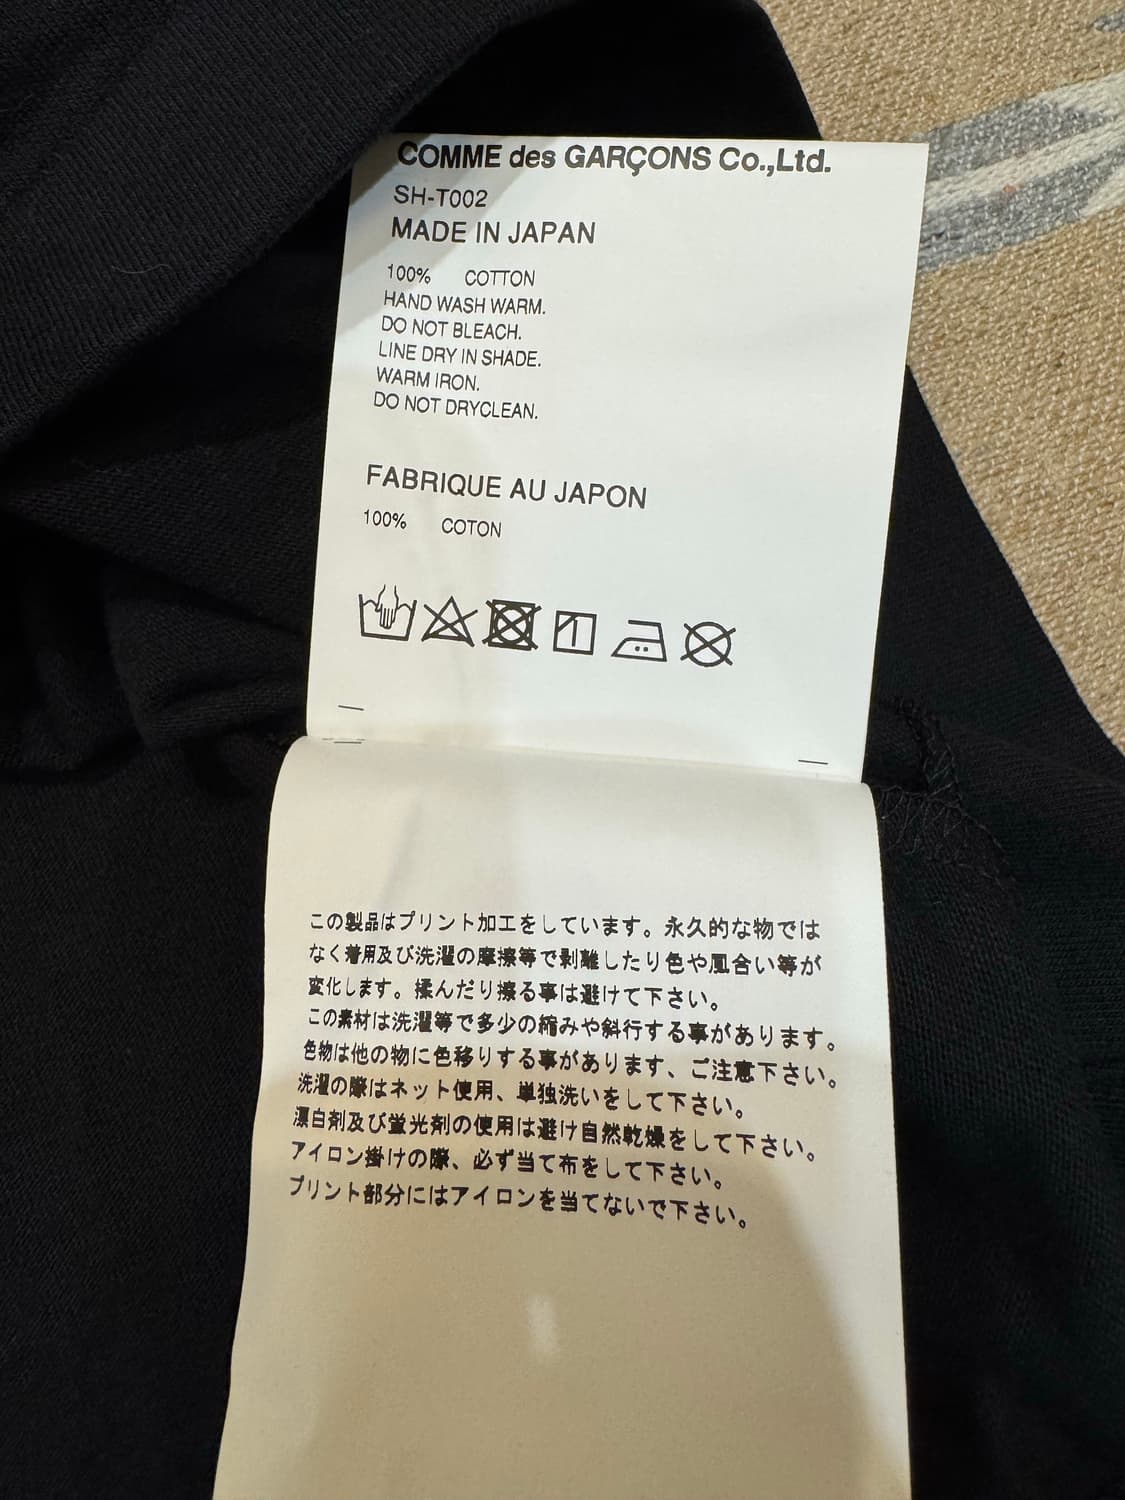 COMME des GARÇONS Co.,Ltd.
SH-T002
MADE IN JAPAN
100% COTTON
HAND WASH WARM.
DO NOT BLEACH.
LINE DRY IN SHADE.
WARM IRON.
DO NOT DRYCLEAN.
FABRIQUE AU JAPON
100% COTON
この製品はプリント加工をしています。永久的な物では
なく着用及び洗濯の摩擦等で剥離したり色や風合い等が
変化します。揉んだり擦る事は避けて下さい。
この素材は洗濯等で多少の縮みや斜行する事があります。
色物は他の物に色移りする事があります、ご注意下さい。
洗濯の際はネット使用、単独洗いをして下さい。
漂白剤及び蛍光剤の使用は避け自然乾燥をして下さい。
アイロン掛けの際、必ず当て布をして下さい。
プリント部分にはアイロンを当てないで下さい。